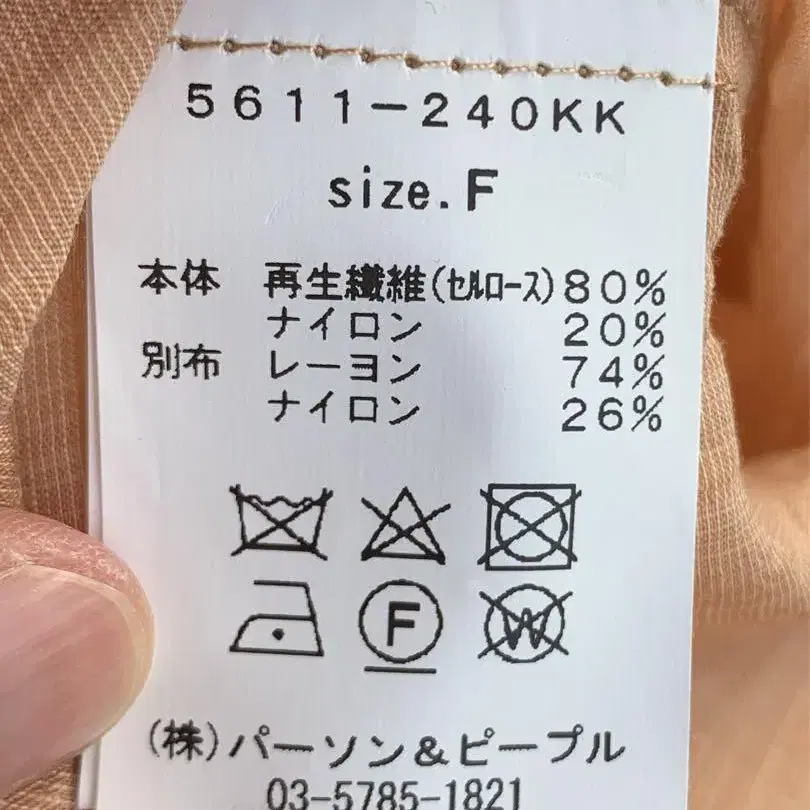 5611-240KK
size.F
本体 再生繊維(セルロース)80%
ナイロン 20%
別布 レーヨン 74%
ナイロン 26%
F
W
(株)パーソン&ピープル
03-5785-1821